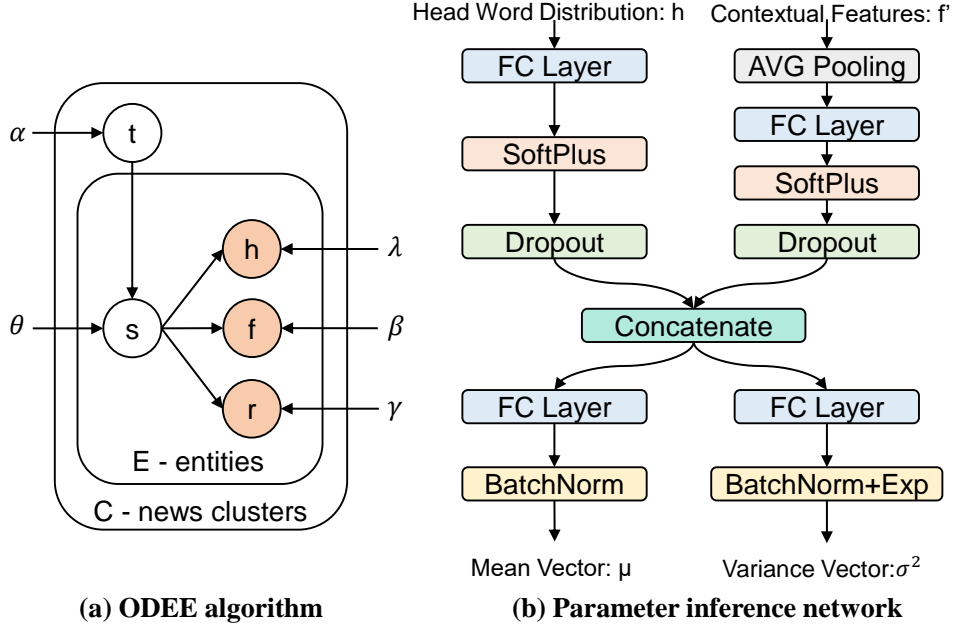 α
t
h
λ
θ
s
f
β
r
γ
E - entities
C - news clusters
(a) ODEE algorithm
Head Word Distribution: h
Contextual Features: f'
FC Layer
AVG Pooling
FC Layer
SoftPlus
SoftPlus
Dropout
Dropout
Concatenate
FC Layer
FC Layer
BatchNorm
BatchNorm+Exp
Mean Vector: μ
Variance Vector:σ²
(b) Parameter inference network